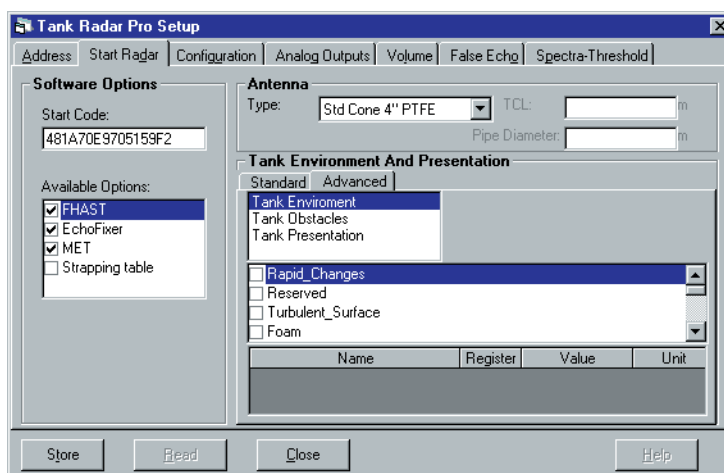 Tank Radar Pro Setup
Address Start Radar Configuration Analog Outputs Volume False Echo Spectra-Threshold
Software Options
Start Code:
481A70E9705159F2
Available Options:
FHAST
EchoFixer
MET
Strapping table
Antenna
Type: Std Cone 4" PTFE TCL: m
Pipe Diameter: m
Tank Environment And Presentation
Standard Advanced
Tank Enviroment
Tank Obstacles
Tank Presentation
Rapid_Changes
Reserved
Turbulent_Surface
Foam
Name Register Value Unit
Store Read Close Help